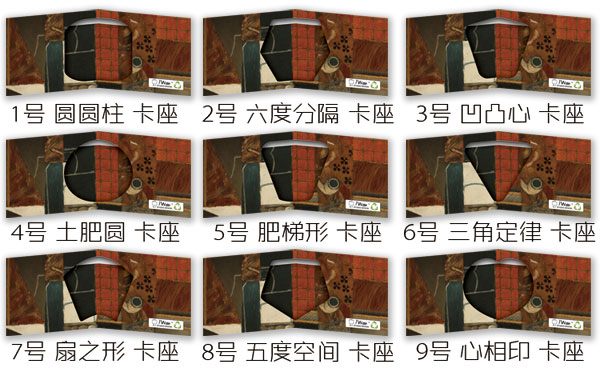 1号 圆圆柱 卡座
2号 六度分隔 卡座
3号 凹凸心 卡座
4号 土肥圆 卡座
5号 肥梯形 卡座
6号 三角定律 卡座
7号 扇之形 卡座
8号 五度空间 卡座
9号 心相印 卡座